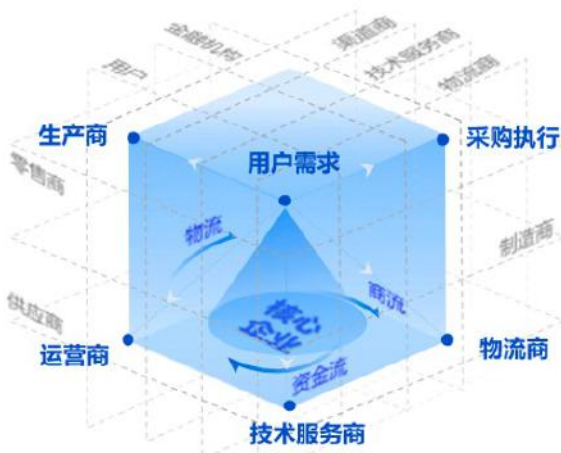 金融机构
渠道商
用户
技术服务商
物流商
生产商
采购执行
用户需求
零售商
物流
制造商
商流
核心
企业
供应商
运营商
物流商
资金流
技术服务商